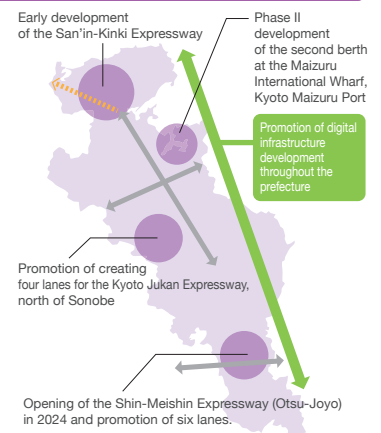 Early development
of the San’in-Kinki Expressway
Phase II
development
of the second berth
at the Maizuru
International Wharf,
Kyoto Maizuru Port
Promotion of digital
infrastructure
development
throughout the
prefecture
Promotion of creating
four lanes for the Kyoto Jukan Expressway,
north of Sonobe
Opening of the Shin-Meishin Expressway (Otsu-Joyo)
in 2024 and promotion of six lanes.